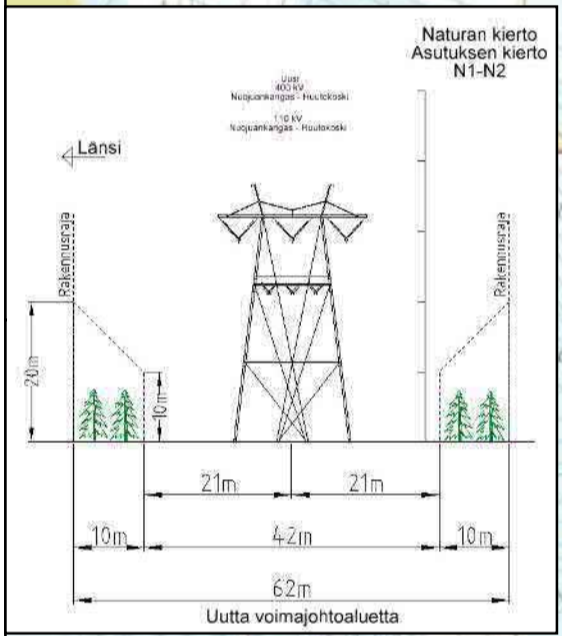 Naturan kierto
Asutuksen kierto
N1-N2
Uusi
400 kV
Nuojuankangas - Huutokoski
110 kV
Nuojuankangas - Huutokoski
Länsi
Rakennusraja
Rakennusraja
20m
10m
21m
21m
10m
42m
10m
62m
Uutta voimajohtoaluetta